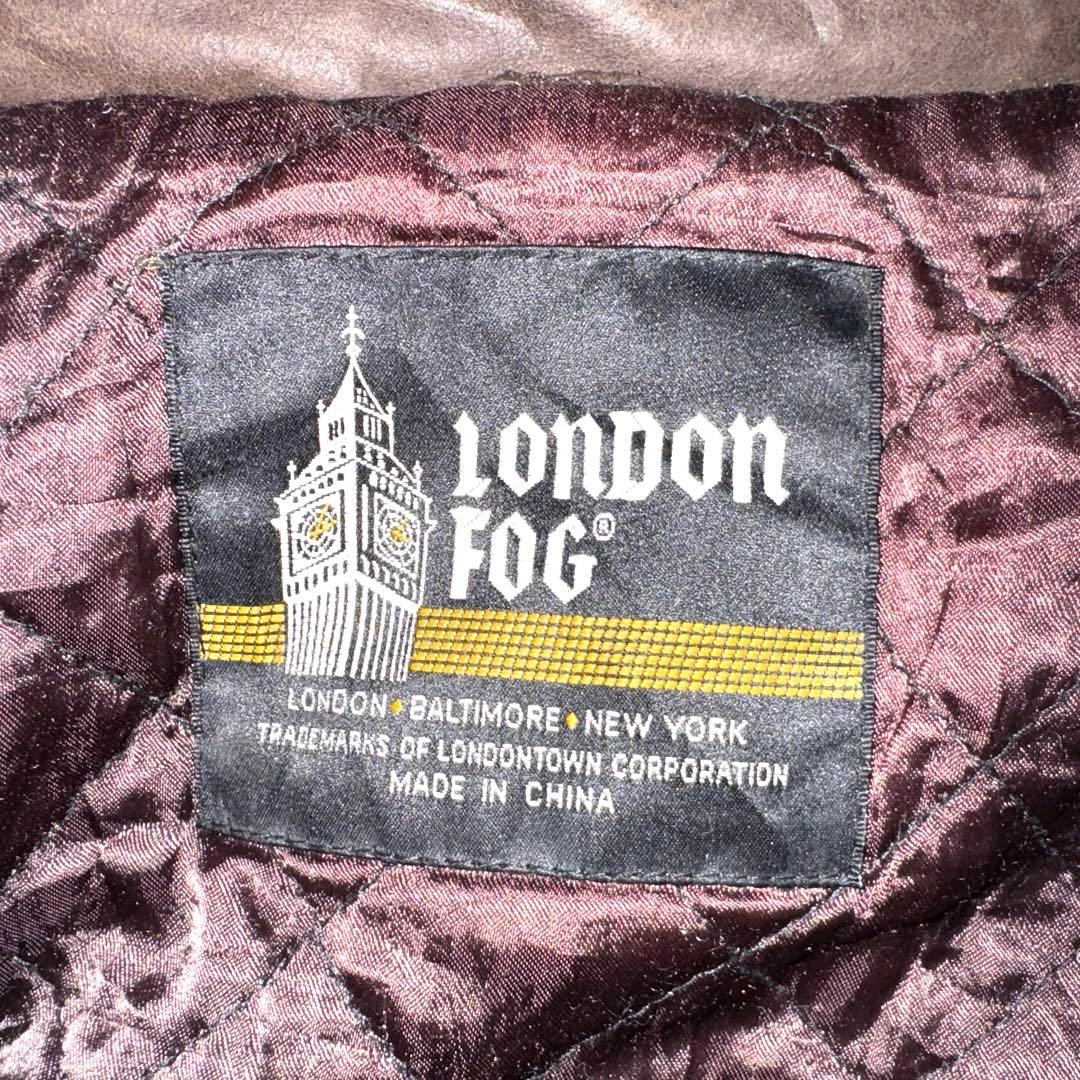 LONDON
FOG®
LONDON♦BALTIMORE♦NEW YORK
TRADEMARKS OF LONDONTOWN CORPORATION
MADE IN CHINA